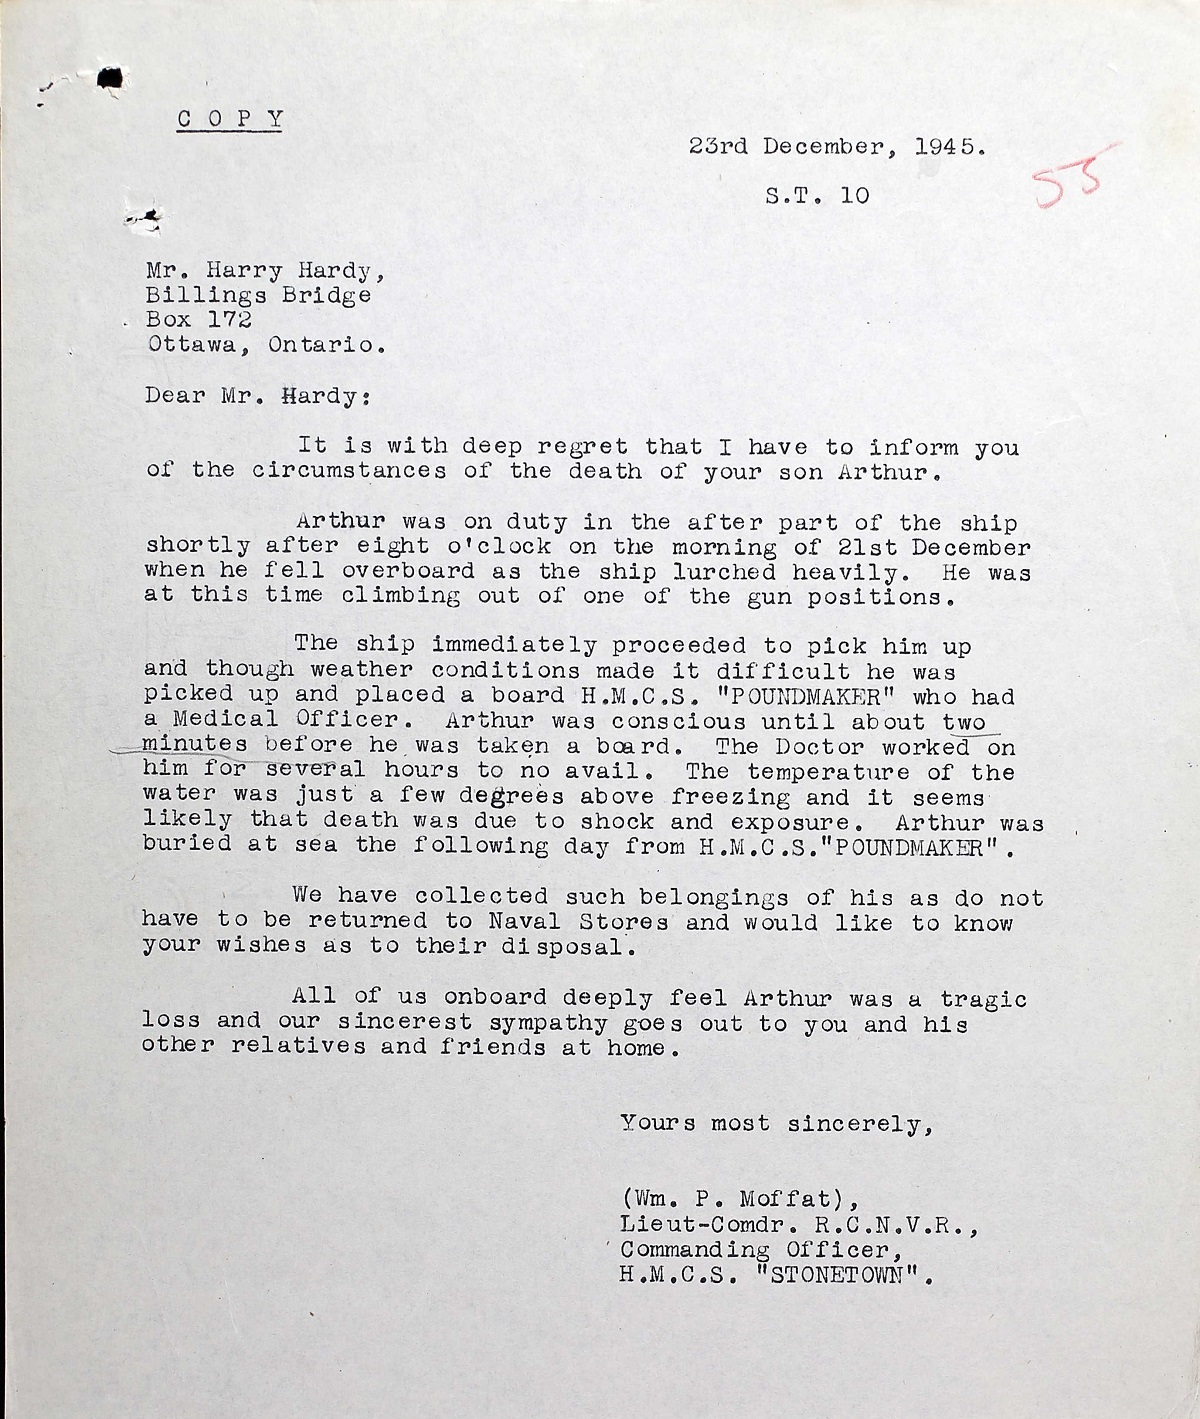 C O P Y
23rd December, 1945.
55
S.T. 10
Mr. Harry Hardy,
Billings Bridge
Box 172
Ottawa, Ontario.
Dear Mr. Hardy:
It is with deep regret that I have to inform you
of the circumstances of the death of your son Arthur.
Arthur was on duty in the after part of the ship
shortly after eight o'clock on the morning of 21st December
when he fell overboard as the ship lurched heavily. He was
at this time climbing out of one of the gun positions.
The ship immediately proceeded to pick him up
and though weather conditions made it difficult he was
picked up and placed a board H.M.C.S. "POUNDMAKER" who had
a Medical Officer. Arthur was conscious until about two
minutes before he was taken a board. The Doctor worked on
him for several hours to no avail. The temperature of the
water was just a few degrees above freezing and it seems
likely that death was due to shock and exposure. Arthur was
buried at sea the following day from H.M.C.S."POUNDMAKER".
We have collected such belongings of his as do not
have to be returned to Naval Stores and would like to know
your wishes as to their disposal.
All of us onboard deeply feel Arthur was a tragic
loss and our sincerest sympathy goes out to you and his
other relatives and friends at home.
Yours most sincerely,
(Wm. P. Moffat),
Lieut-Comdr. R.C.N.V.R.,
Commanding Officer,
H.M.C.S. "STONETOWN".